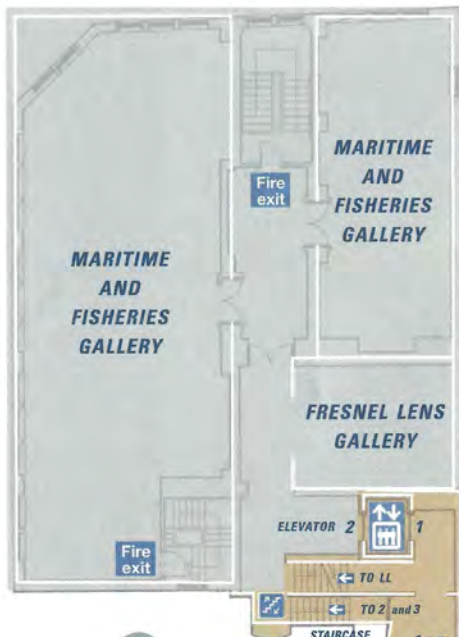 MARITIME
AND
FISHERIES
GALLERY
Fire
exit
MARITIME
AND
FISHERIES
GALLERY
FRESNEL LENS
GALLERY
ELEVATOR 2 1
Fire
exit
TO LL
TO 2 and 3
STAIRCASE